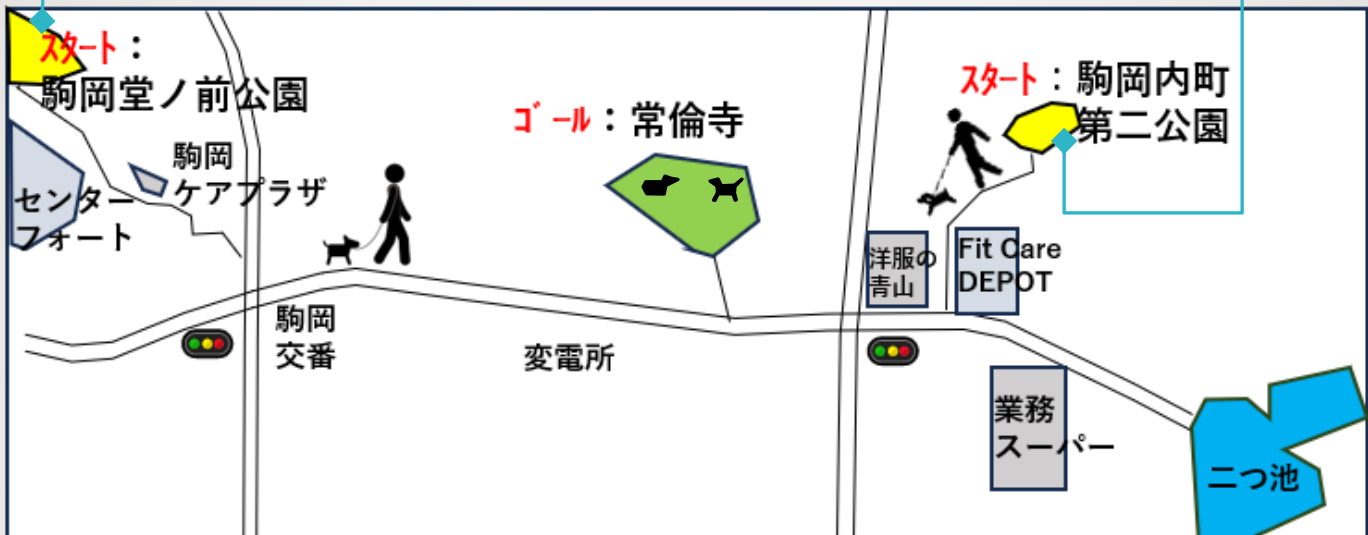 スタート：
駒岡堂ノ前公園
駒岡
ケアプラザ
センター
フォート
ゴール：常倫寺
スタート：駒岡内町
第二公園
洋服の
青山
Fit Care
DEPOT
駒岡
交番
変電所
業務
スーパー
二つ池